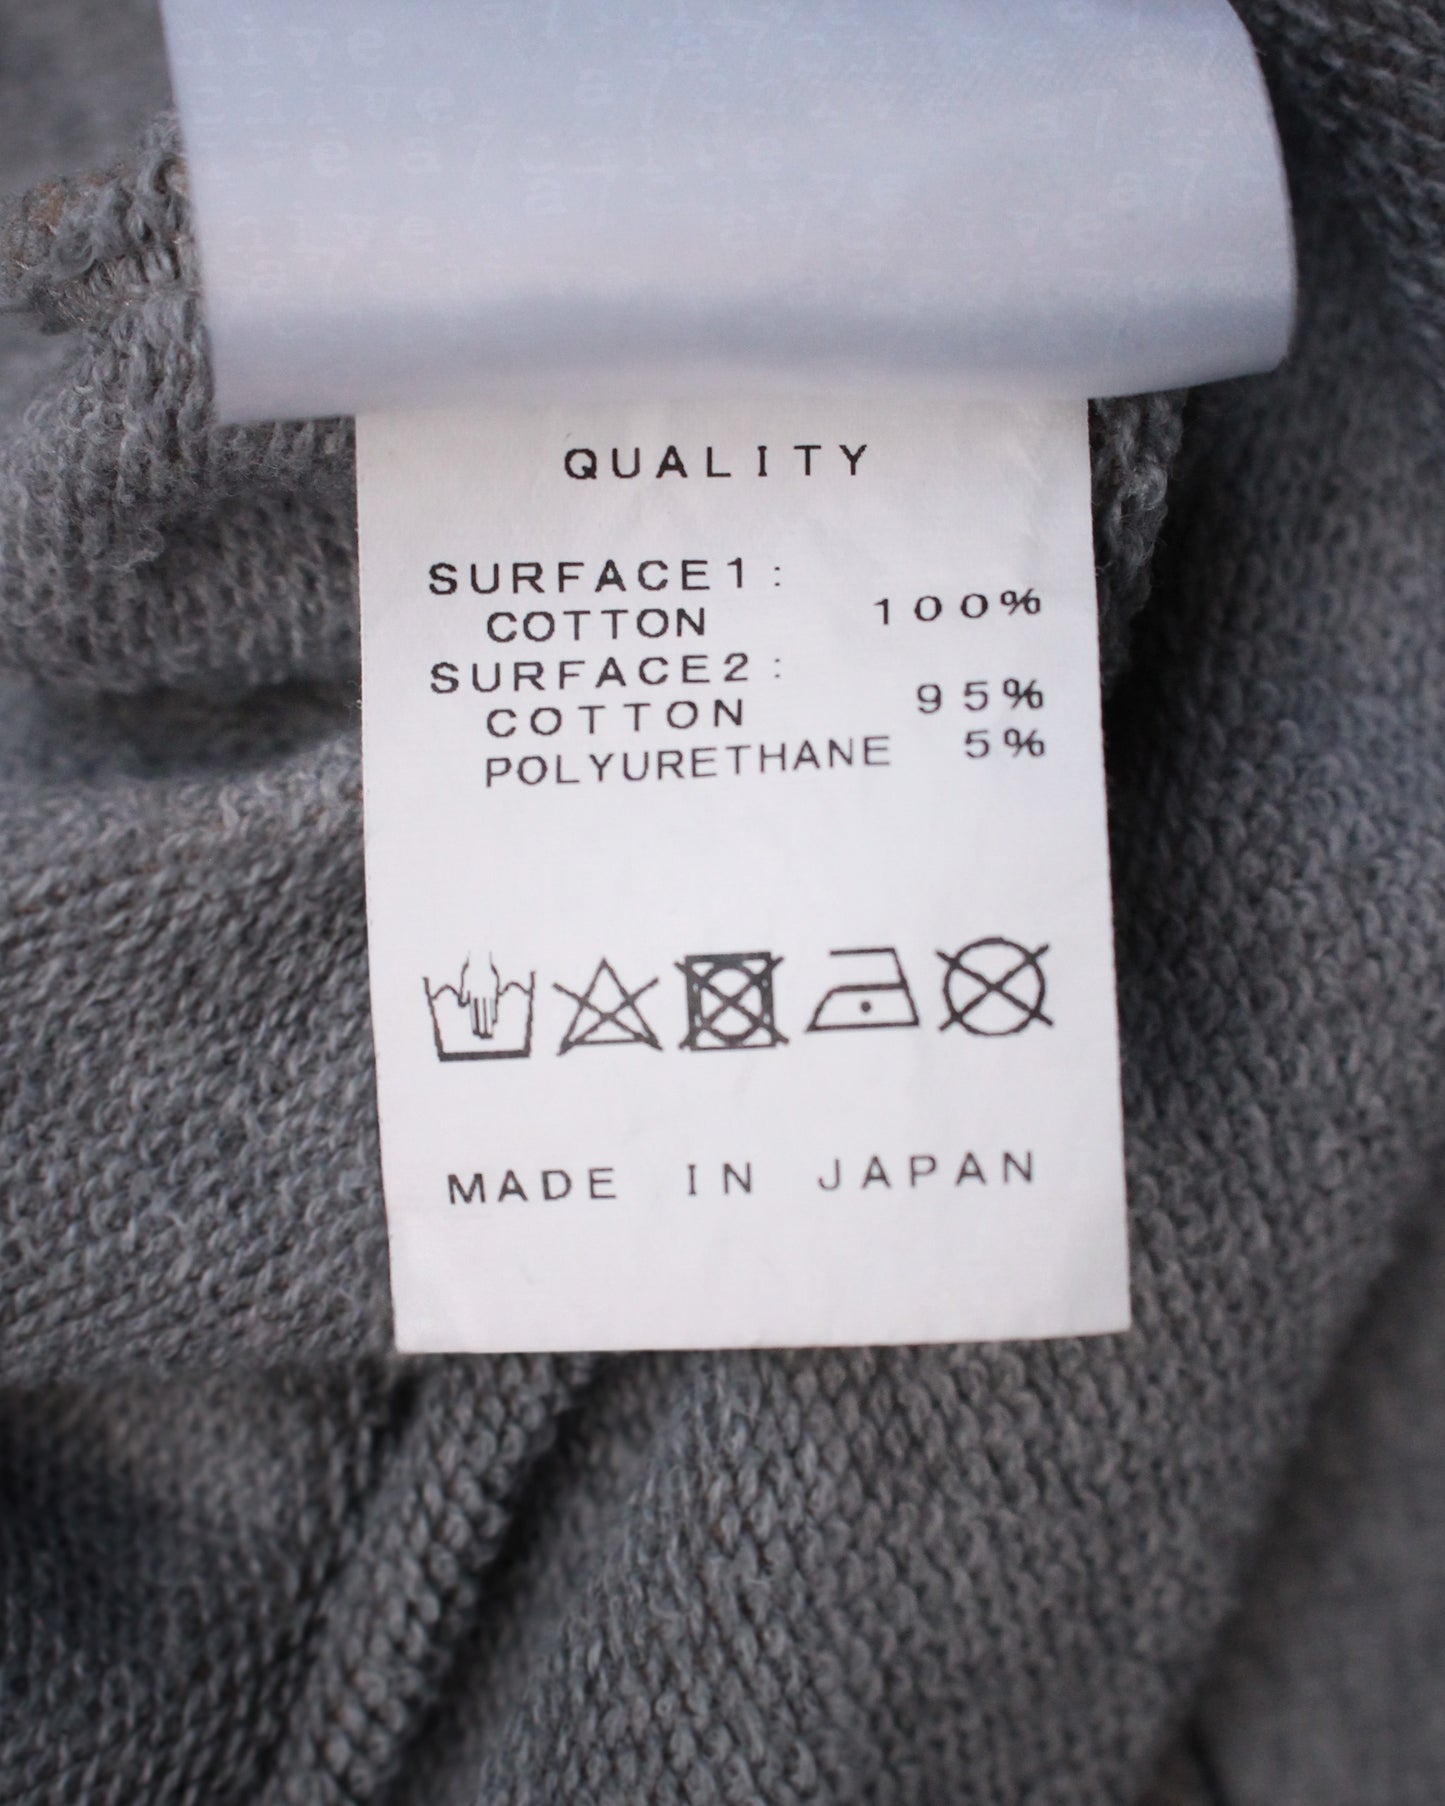 QUALITY
SURFACE1:
COTTON 100%
SURFACE2:
COTTON 95%
POLYURETHANE 5%
MADE IN JAPAN